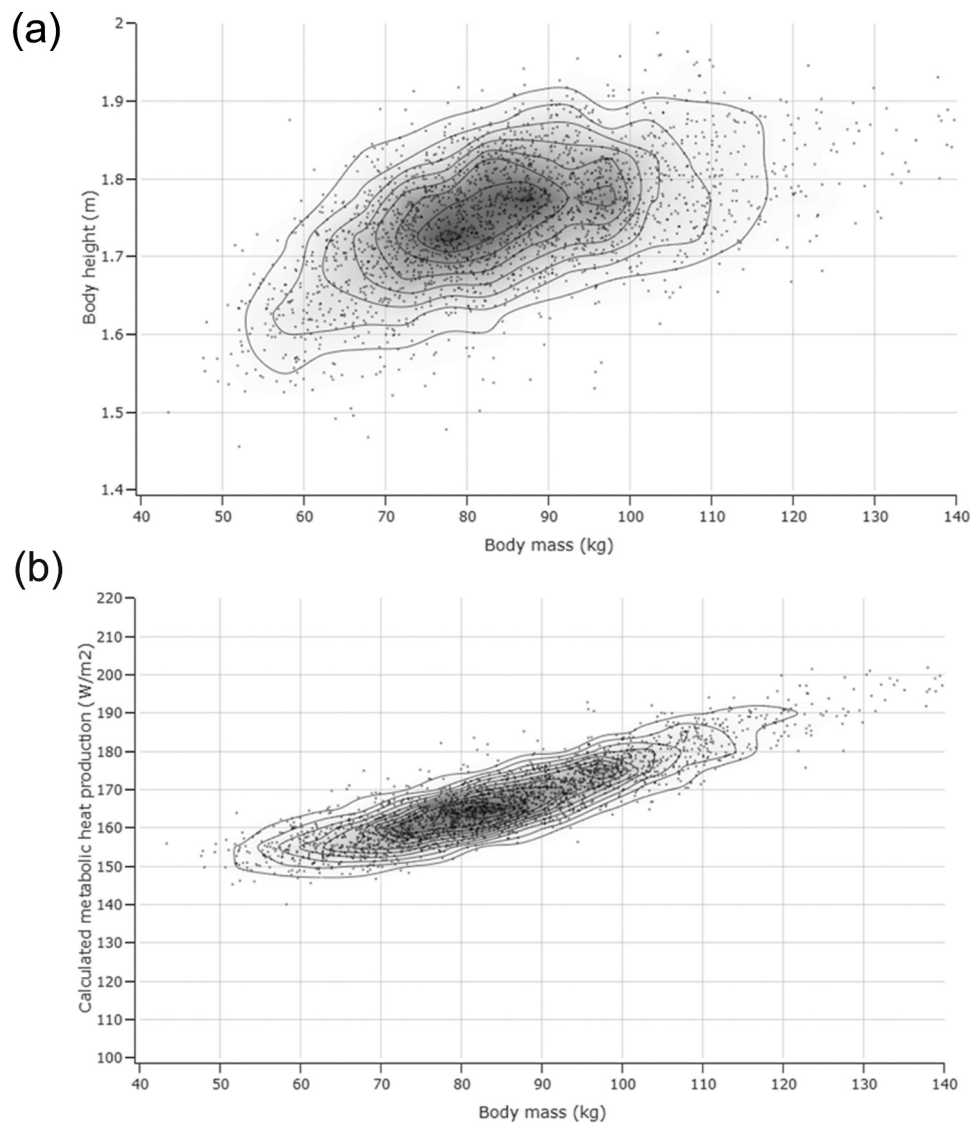 (a)
Body height (m)
2
1.9
1.8
1.7
1.6
1.5
1.4
40 50 60 70 80 90 100 110 120 130 140
Body mass (kg)
(b)
Calculated metabolic heat production (W/m2)
220
210
200
190
180
170
160
150
140
130
120
110
100
40 50 60 70 80 90 100 110 120 130 140
Body mass (kg)